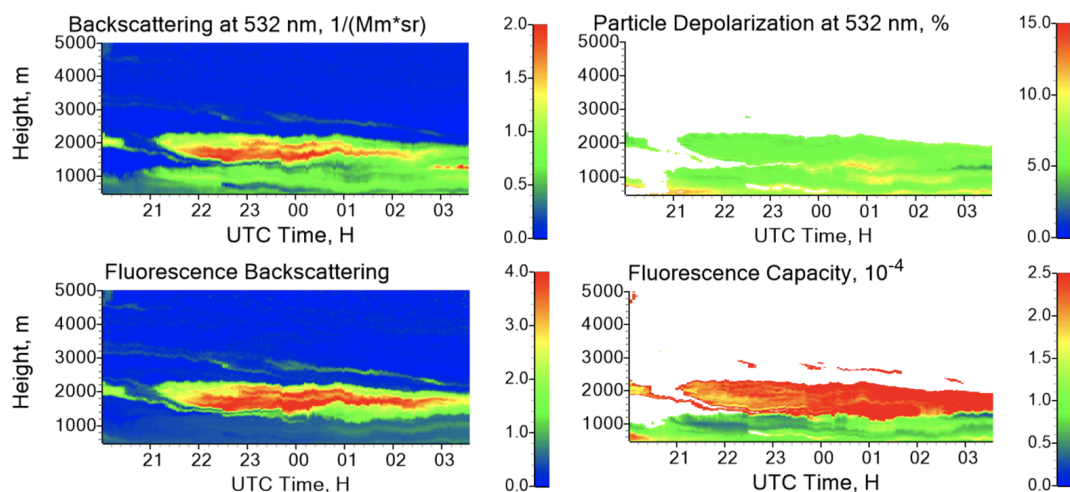 Backscattering at 532 nm, 1/(Mm*sr)
Height, m
5000
4000
3000
2000
1000
21 22 23 00 01 02 03
UTC Time, H
2.0
1.5
1.0
0.5
0.0
Particle Depolarization at 532 nm, %
5000
4000
3000
2000
1000
21 22 23 00 01 02 03
UTC Time, H
15.0
10.0
5.0
0.0
Fluorescence Backscattering
Height, m
5000
4000
3000
2000
1000
21 22 23 00 01 02 03
UTC Time, H
4.0
3.0
2.0
1.0
0.0
Fluorescence Capacity, 10⁻⁴
5000
4000
3000
2000
1000
21 22 23 00 01 02 03
UTC Time, H
2.5
2.0
1.5
1.0
0.5
0.0